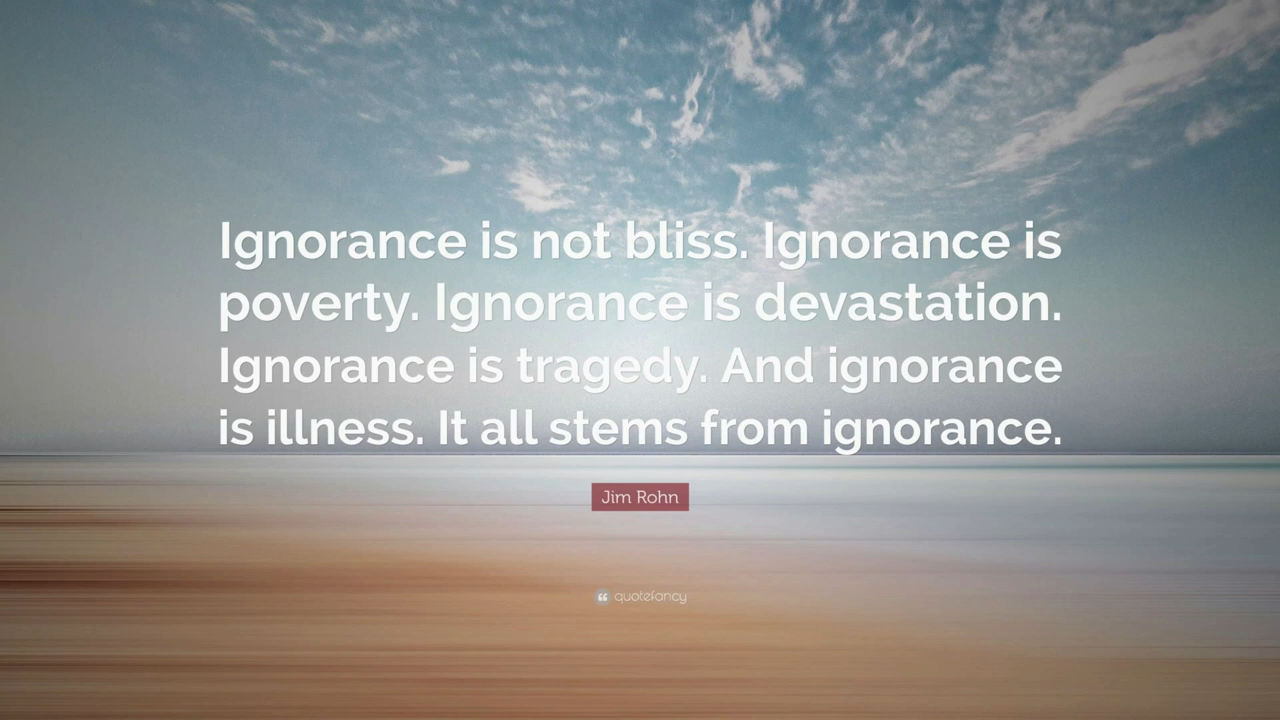 Ignorance is not bliss. Ignorance is
poverty. Ignorance is devastation.
Ignorance is tragedy. And ignorance
is illness. It all stems from ignorance.
Jim Rohn
quotefancy